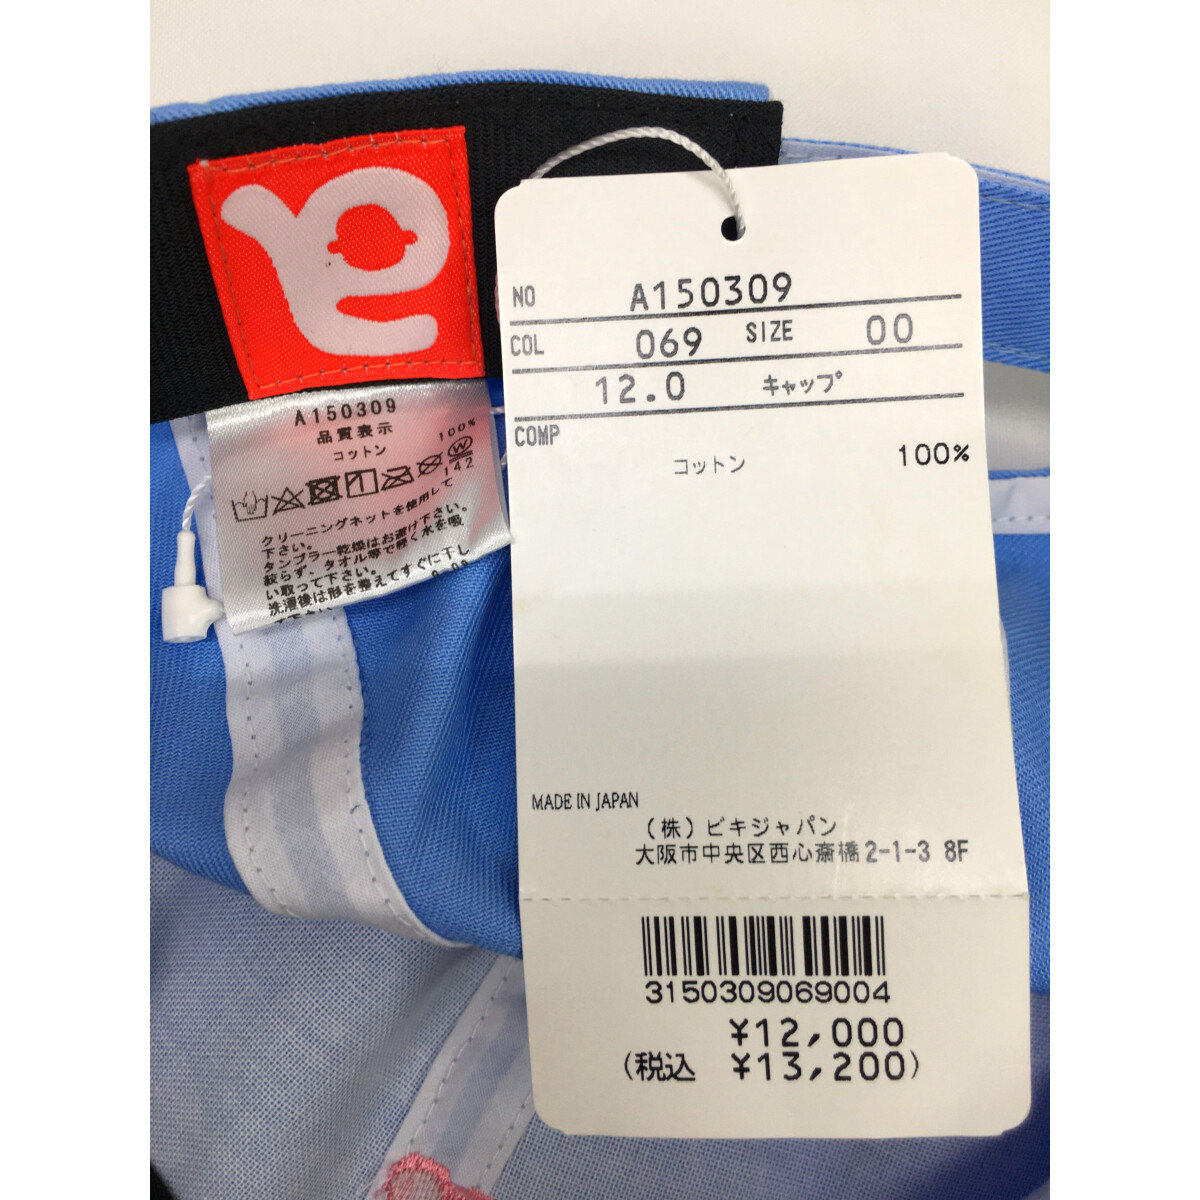 NO A150309
COL 069 SIZE 00
12.0 キャップ
COMP
コットン 100%
MADE IN JAPAN
(株)ビキジャパン
大阪市中央区西心斎橋2-1-3 8F
3150309069004
¥12,000
(税込 ¥13,200)
A150309
品質表示
コットン 100%
142
クリーニングネットを使用して
下さい。
タンブラー乾燥はお避け下さい。
絞らず、タオル等で軽く水を吸
い取って下さい。
洗濯後は形を整えてすぐに干し